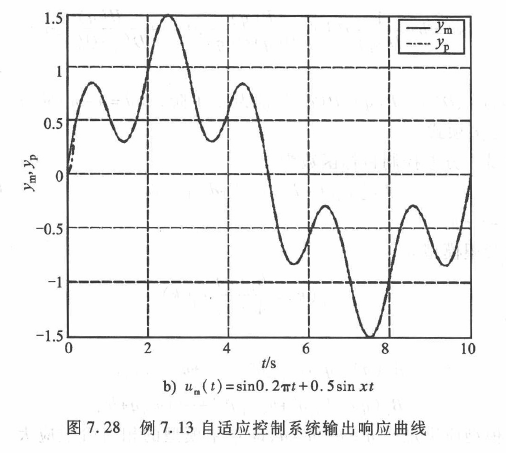 1.5
y_m
y_p
1
0.5
y_m, y_p
0
-0.5
-1
-1.5
0 2 4 6 8 10
t/s
b) u_m(t)=sin0.2πt+0.5sin xt
图 7.28 例 7.13 自适应控制系统输出响应曲线